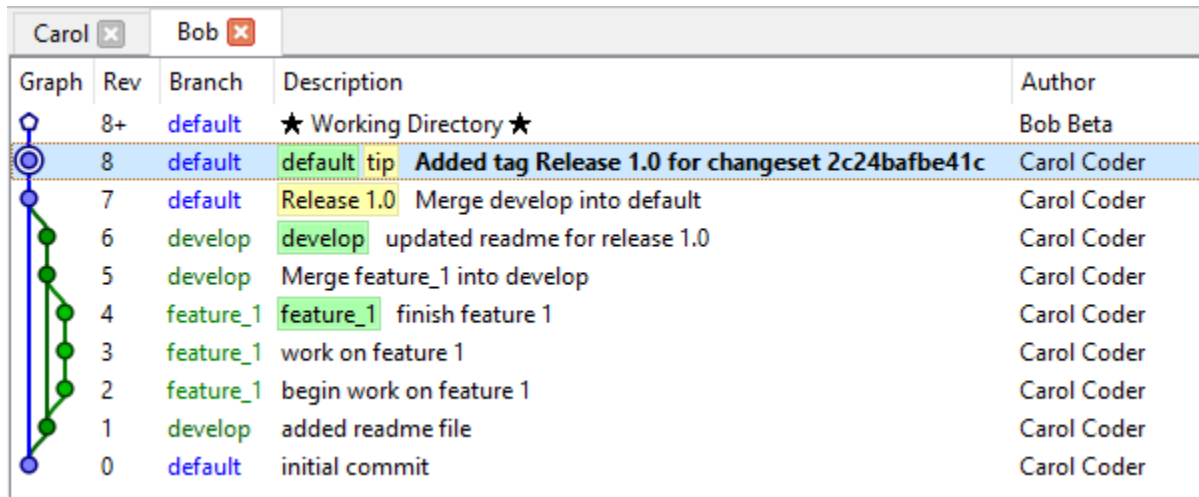 Carol Bob
Graph Rev Branch Description Author
8+ default ★ Working Directory ★ Bob Beta
8 default default tip Added tag Release 1.0 for changeset 2c24bafbe41c Carol Coder
7 default Release 1.0 Merge develop into default Carol Coder
6 develop develop updated readme for release 1.0 Carol Coder
5 develop Merge feature_1 into develop Carol Coder
4 feature_1 feature_1 finish feature 1 Carol Coder
3 feature_1 work on feature 1 Carol Coder
2 feature_1 begin work on feature 1 Carol Coder
1 develop added readme file Carol Coder
0 default initial commit Carol Coder